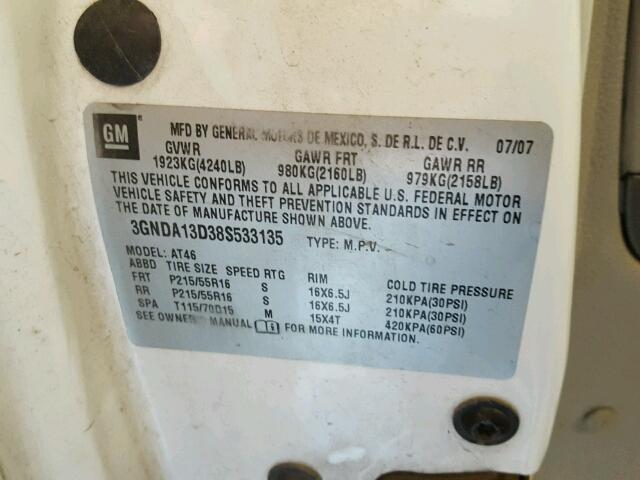 GM
MFD BY GENERAL MOTORS DE MEXICO, S. DE R.L. DE C.V. 07/07
GVWR GAWR FRT GAWR RR
1923KG(4240LB) 980KG(2160LB) 979KG(2158LB)
THIS VEHICLE CONFORMS TO ALL APPLICABLE U.S. FEDERAL MOTOR
VEHICLE SAFETY AND THEFT PREVENTION STANDARDS IN EFFECT ON
THE DATE OF MANUFACTURE SHOWN ABOVE.
3GNDA13D38S533135 TYPE: M.P.V.
MODEL: AT46
ABBD TIRE SIZE SPEED RTG RIM COLD TIRE PRESSURE
FRT P215/55R16 S 16X6.5J 210KPA(30PSI)
RR P215/55R16 S 16X6.5J 210KPA(30PSI)
SPA T115/70D15 M 15X4T 420KPA(60PSI)
SEE OWNERS MANUAL FOR MORE INFORMATION.